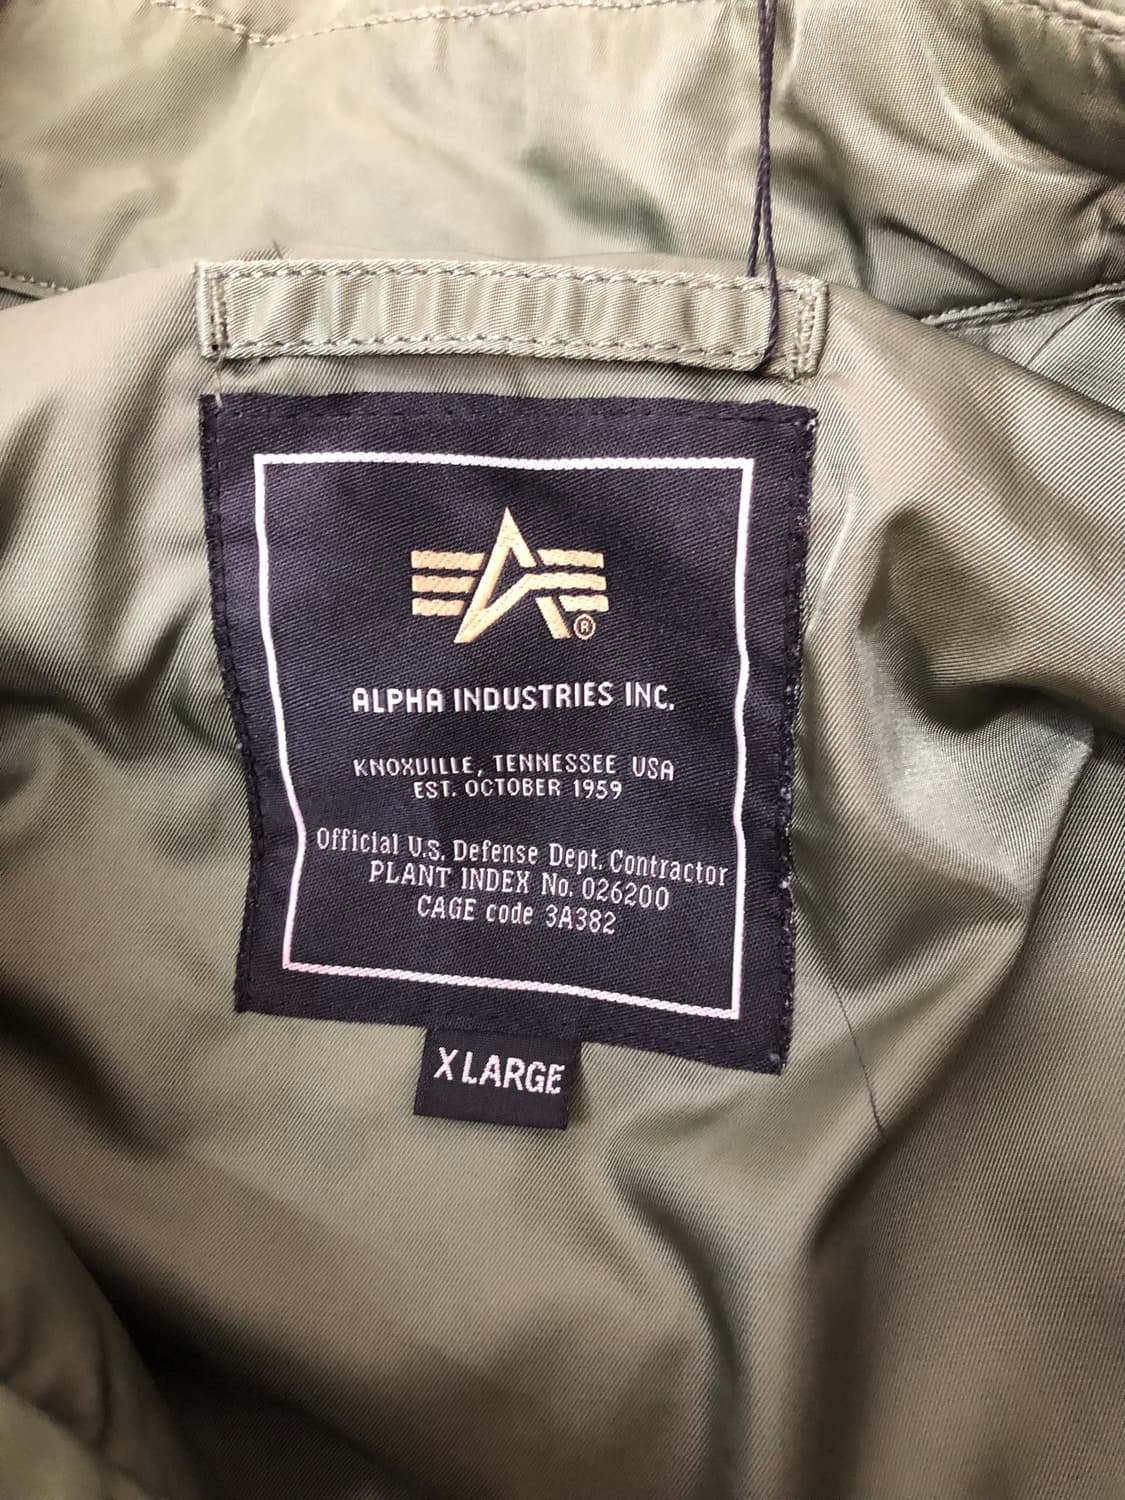 ®
ALPHA INDUSTRIES INC.
KNOXVILLE, TENNESSEE USA
EST. OCTOBER 1959
Official U.S. Defense Dept. Contractor
PLANT INDEX No. 026200
CAGE code 3A382
X LARGE